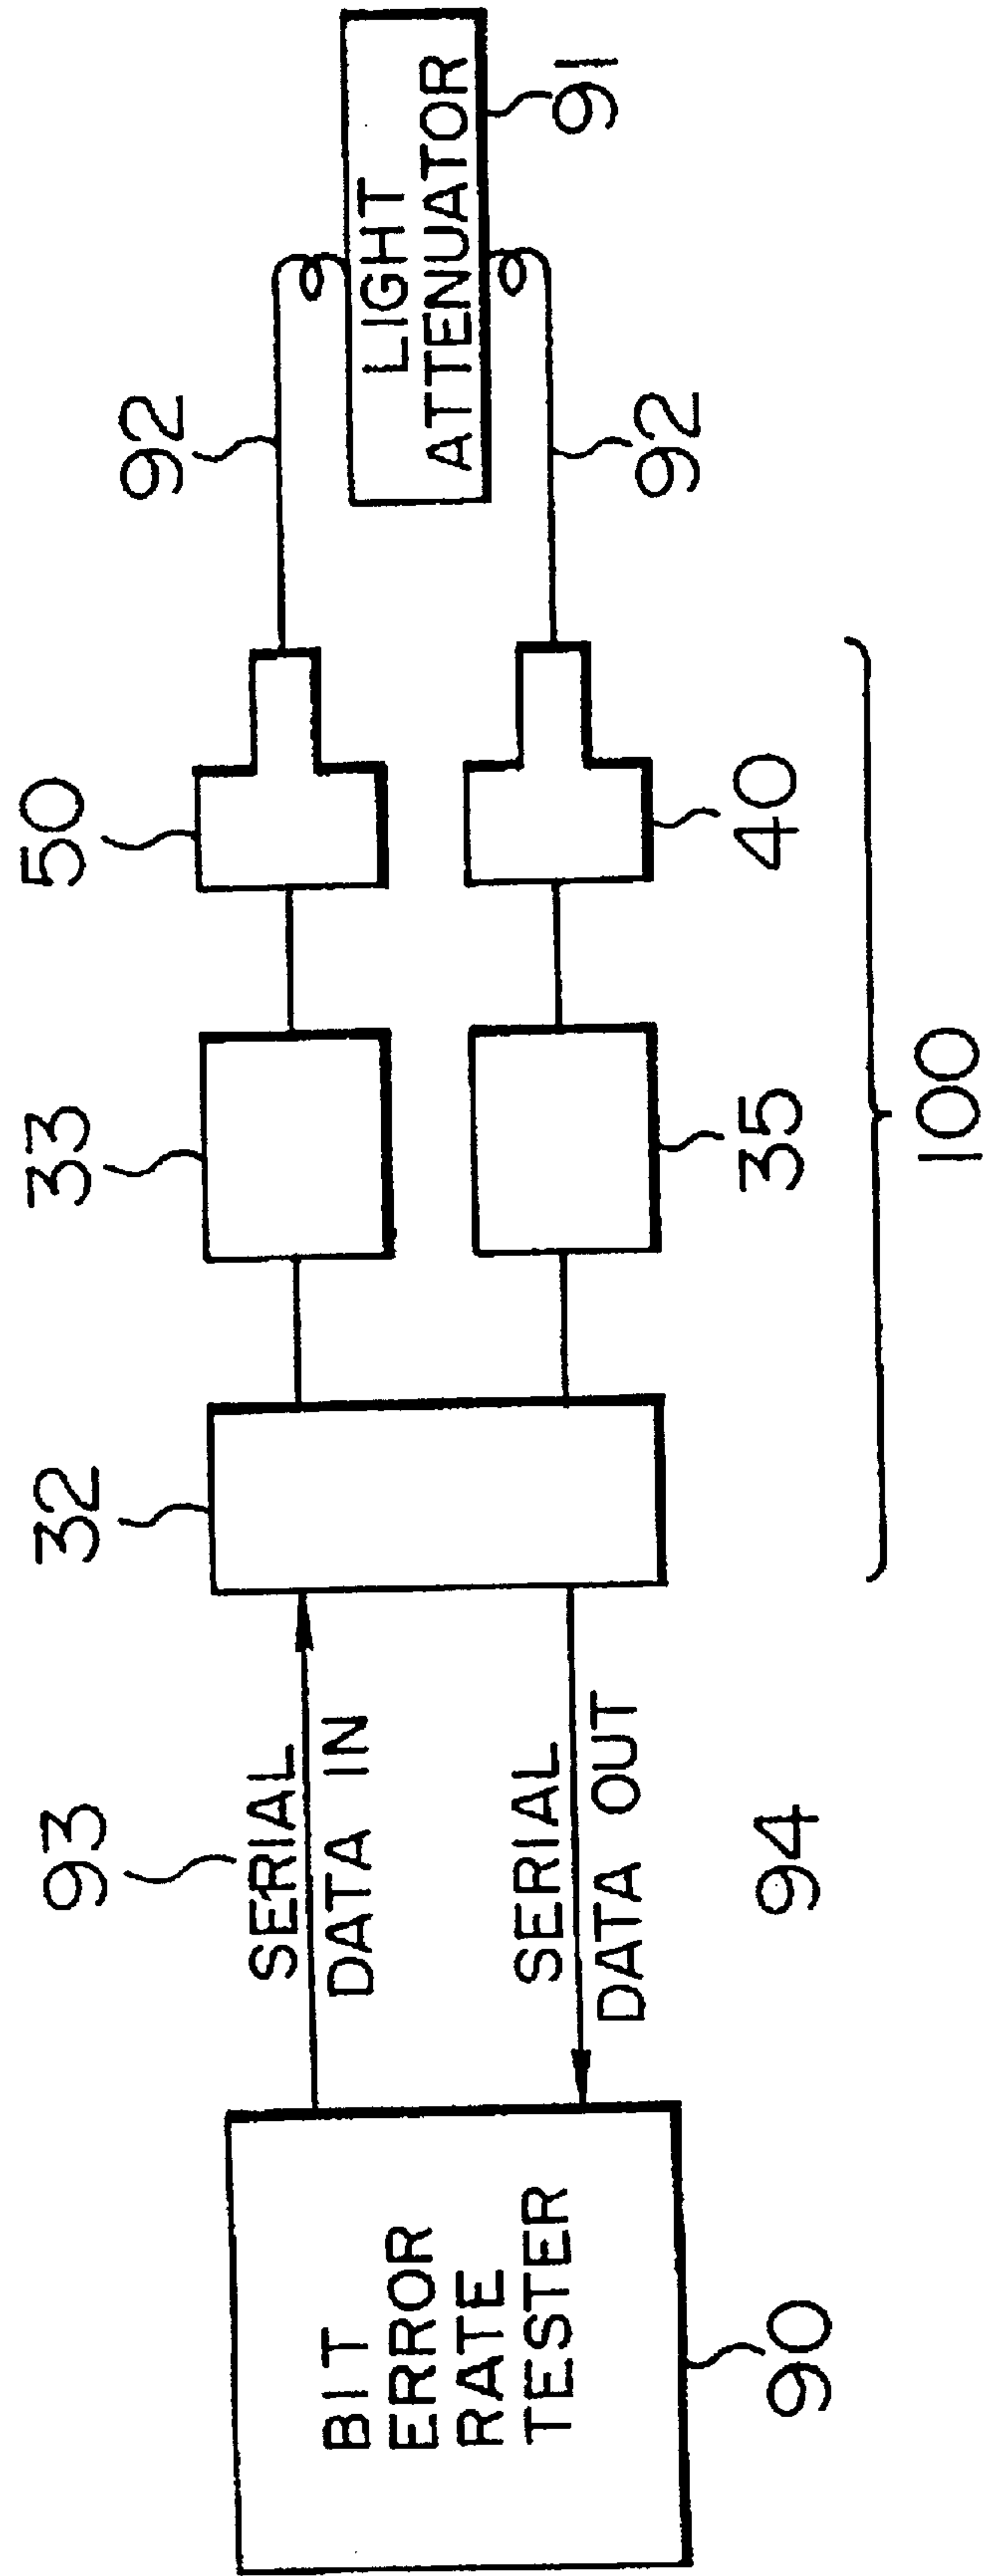 BIT
ERROR
RATE
TESTER
90
93
SERIAL
DATA IN
SERIAL
DATA OUT
94
32
33
35
50
40
100
92
92
LIGHT
ATTENUATOR
91